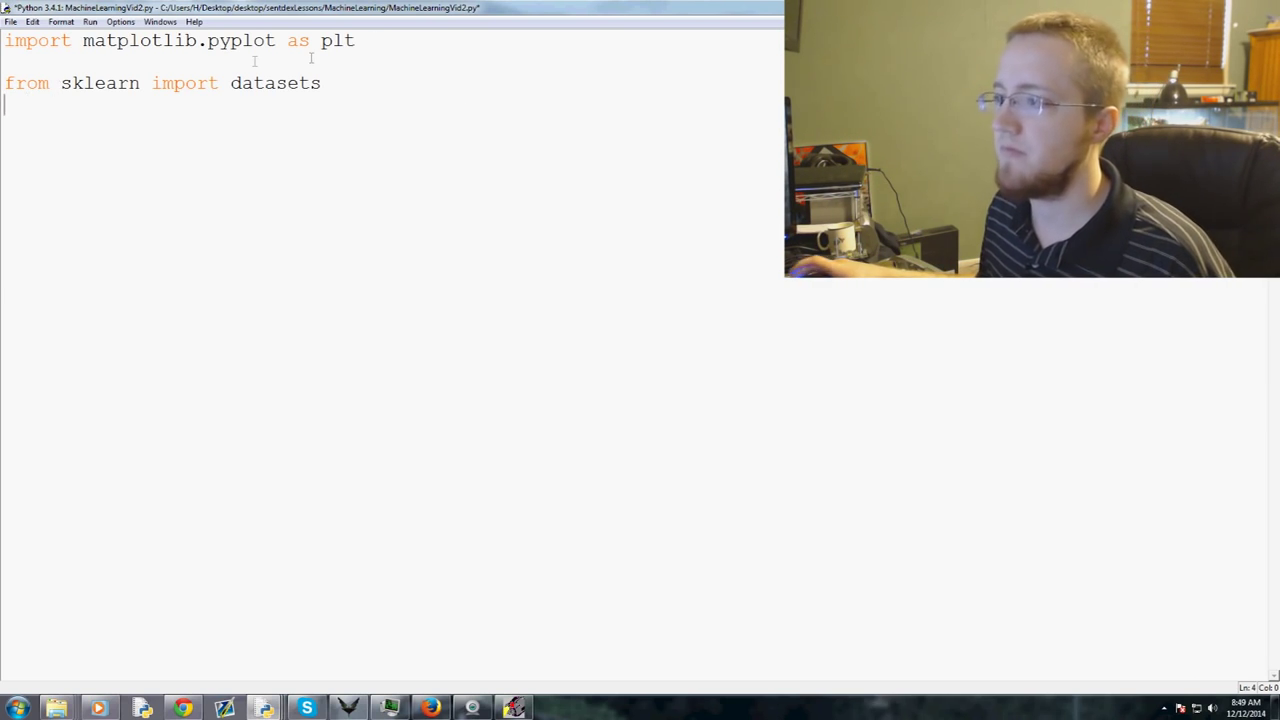 *Python 3.4.1: MachineLearningVid2.py - C:/Users/H/Desktop/desktop/sentdexLessons/MachineLearning/MachineLearningVid2.py*
File Edit Format Run Options Windows Help
import matplotlib.pyplot as plt
from sklearn import datasets
Ln: 4 Col: 0
8:49 AM
12/12/2014